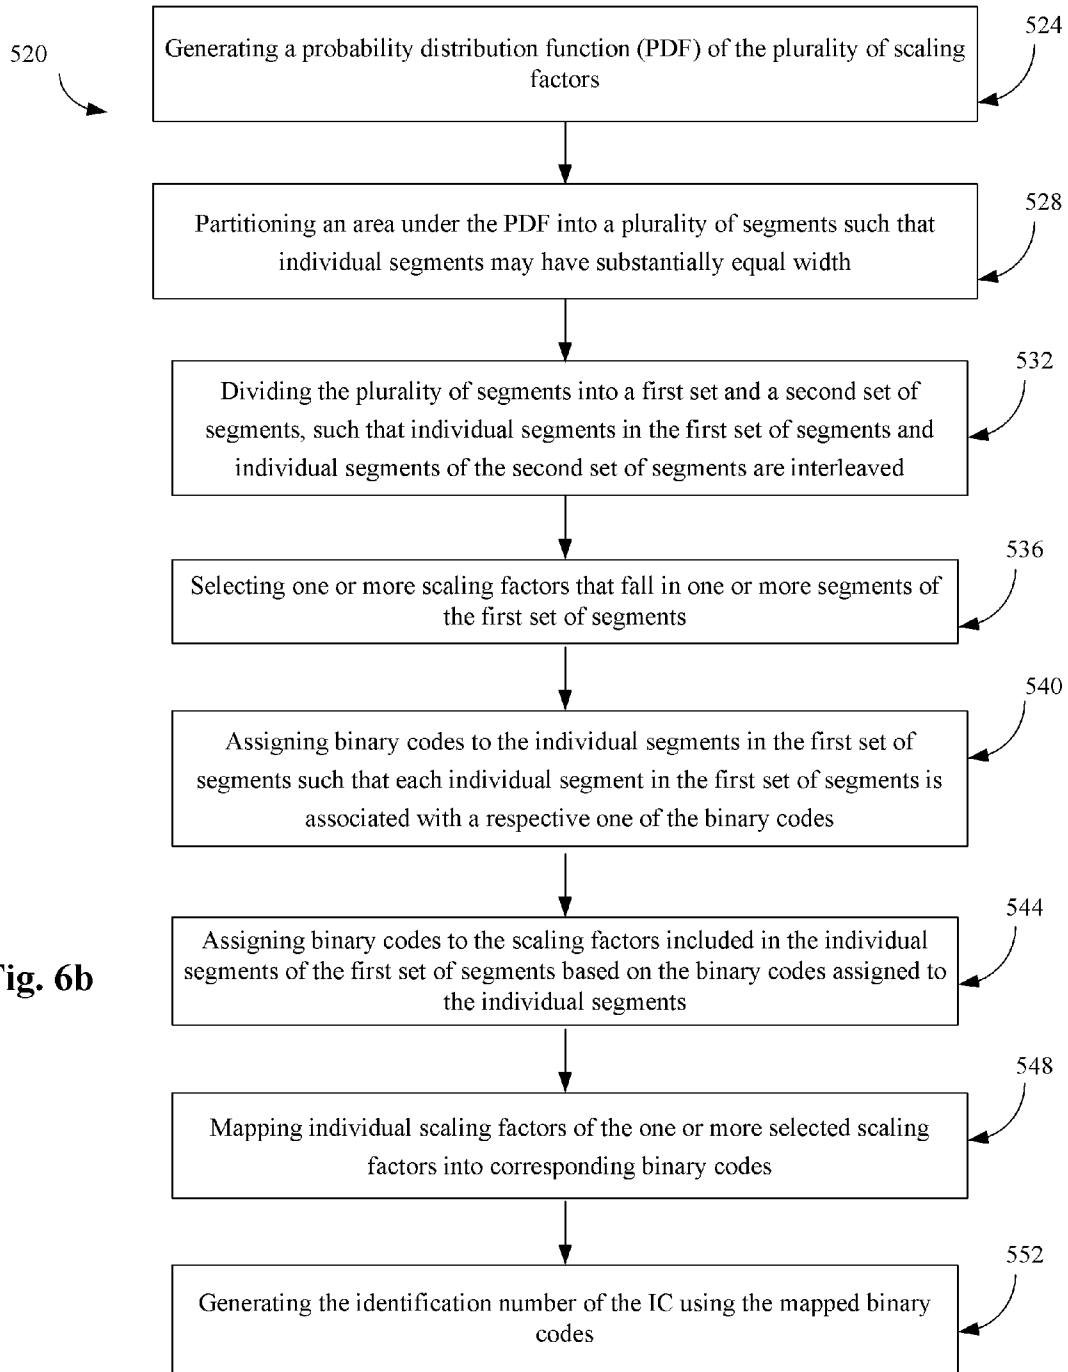 520
524
Generating a probability distribution function (PDF) of the plurality of scaling
factors
528
Partitioning an area under the PDF into a plurality of segments such that
individual segments may have substantially equal width
532
Dividing the plurality of segments into a first set and a second set of
segments, such that individual segments in the first set of segments and
individual segments of the second set of segments are interleaved
536
Selecting one or more scaling factors that fall in one or more segments of
the first set of segments
540
Assigning binary codes to the individual segments in the first set of
segments such that each individual segment in the first set of segments is
associated with a respective one of the binary codes
544
Assigning binary codes to the scaling factors included in the individual
segments of the first set of segments based on the binary codes assigned to
the individual segments
ig. 6b
548
Mapping individual scaling factors of the one or more selected scaling
factors into corresponding binary codes
552
Generating the identification number of the IC using the mapped binary
codes